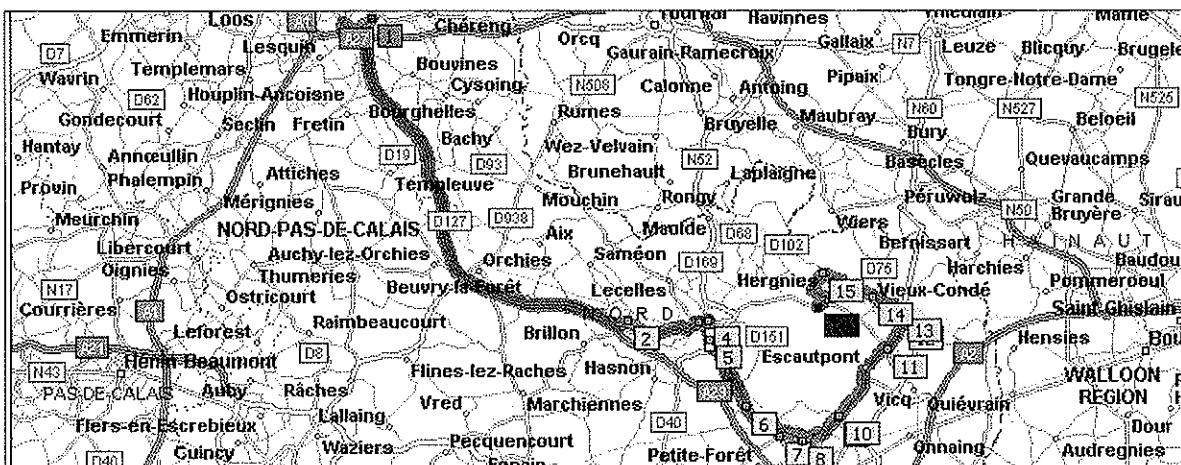 Loos
Chéreng
Tournai
Havinnes
Emmerin
Orcq
Gallaix
N7
Leuze
Blicquy
D7
Lesquin
Gaurain-Ramecroix
Templemars
Bouvines
Pipaix
Tongre-Notre-Dame
Wavrin
Cysoing
N508
Calonne
Antoing
D62
Houplin-Ancoisne
N60
N527
N526
Gondecourt
Bourghelles
Rumes
Maubray
Beloeil
Seclin
Fretin
Bruyelle
Bury
Bachy
Hantay
Annœullin
D19
D93
Wez-Velvain
N52
Basècles
Quevaucamps
Attiches
Brunehault
Laplaigne
Provin
Phalempin
Templeuve
Péruwelz
Grande
Mérignies
Mouchin
Rongy
N50
Bruyère
Meurchin
D127
D938
Wiers
NORD-PAS-DE-CALAIS
Maulde
D68
Libercourt
Aix
D102
Bernissart
HAINAUT
Auchy-lez-Orchies
Saméon
Oignies
Orchies
D169
Harchies
Thumeries
Hergnies
D76
Pommeroeul
N17
Beuvry-la-Forêt
Lecelles
15
Vieux-Condé
Ostricourt
Saint-Ghislain
Courrières
NORD
14
Leforest
Raimbeaucourt
Brillon
2
4
D151
13
Hensies
Hénin-Beaumont
D8
5
Escautpont
N43
Flines-lez-Raches
Hasnon
11
WALLOON
PAS-DE-CALAIS
Auby
Râches
REGION
Vicq
Quiévrain
Lallaing
Vred
Marchiennes
Flers-en-Escrebieux
D40
6
10
Dour
Waziers
Onnaing
D40
Cuincy
Pecquencourt
Petite-Forêt
7
8
Audregnies